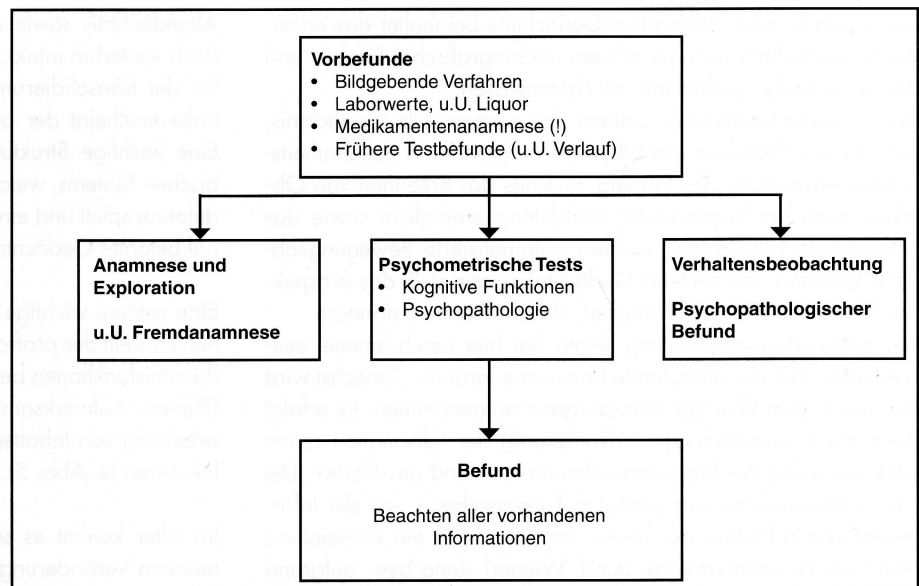 Vorbefunde
• Bildgebende Verfahren
• Laborwerte, u.U. Liquor
• Medikamentenanamnese (!)
• Frühere Testbefunde (u.U. Verlauf)
Anamnese und
Exploration
u.U. Fremdanamnese
Psychometrische Tests
• Kognitive Funktionen
• Psychopathologie
Verhaltensbeobachtung
Psychopathologischer
Befund
Befund
Beachten aller vorhandenen
Informationen